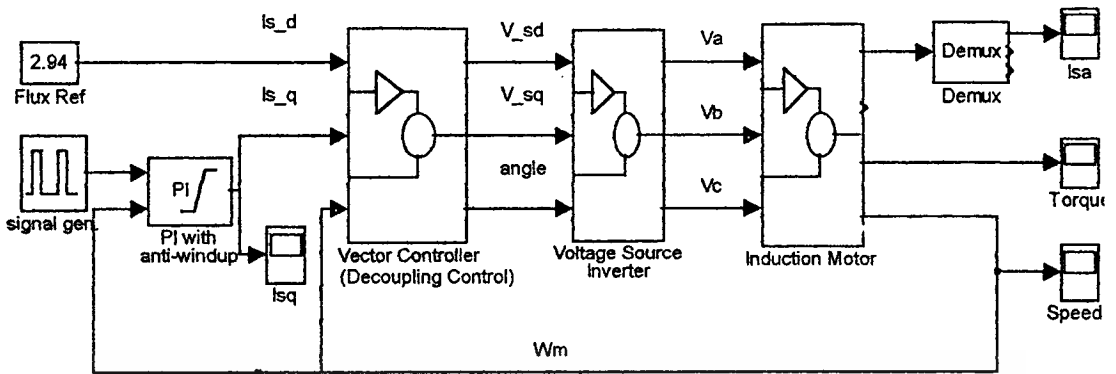 Is_d
V_sd
Va
2.94
Flux Ref
Demux
Demux
Isa
Is_q
V_sq
Vb
angle
Vc
PI
signal gen.
PI with
anti-windup
Isq
Vector Controller
(Decoupling Control)
Voltage Source
Inverter
Induction Motor
Torque
Speed
Wm